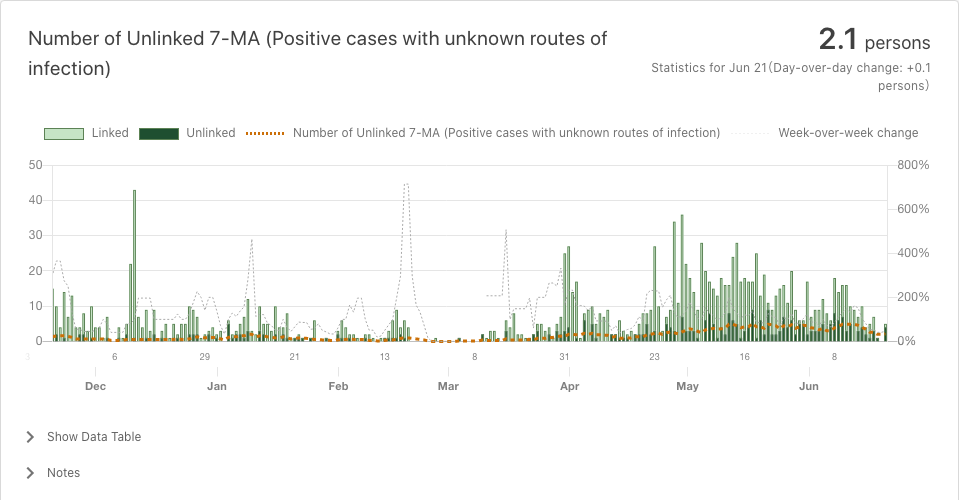 Number of Unlinked 7-MA (Positive cases with unknown routes of
infection)
2.1 persons
Statistics for Jun 21(Day-over-day change: +0.1
persons)
Linked Unlinked Number of Unlinked 7-MA (Positive cases with unknown routes of infection) Week-over-week change
50 800%
40 600%
30 400%
20 200%
10 0%
0
6 29 21 13 8 31 23 16 8
Dec Jan Feb Mar Apr May Jun
Show Data Table
Notes